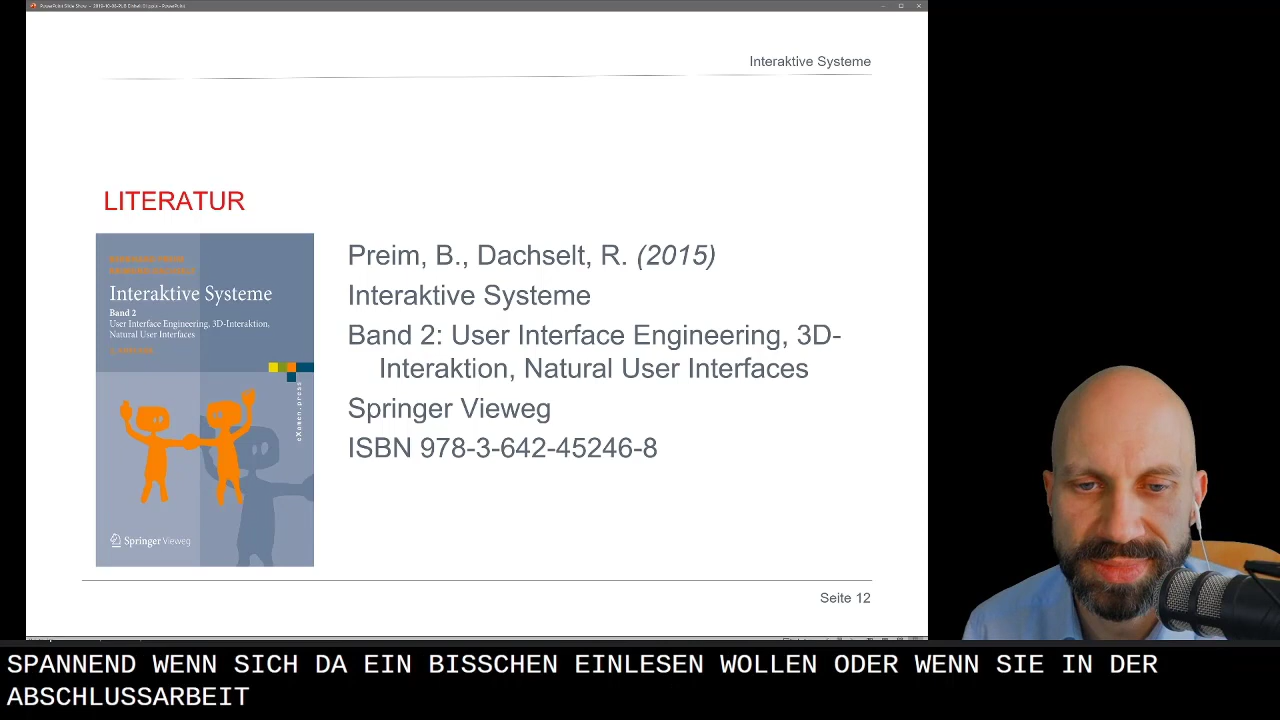 Interaktive Systeme
LITERATUR
Interaktive Systeme
Band 2
User Interface Engineering, 3D-Interaktion,
Natural User Interfaces
eXamen.press
Springer Vieweg
Preim, B., Dachselt, R. (2015)
Interaktive Systeme
Band 2: User Interface Engineering, 3D-
Interaktion, Natural User Interfaces
Springer Vieweg
ISBN 978-3-642-45246-8
Seite 12
SPANNEND WENN SICH DA EIN BISSCHEN EINLESEN WOLLEN ODER WENN SIE IN DER
ABSCHLUSSARBEIT